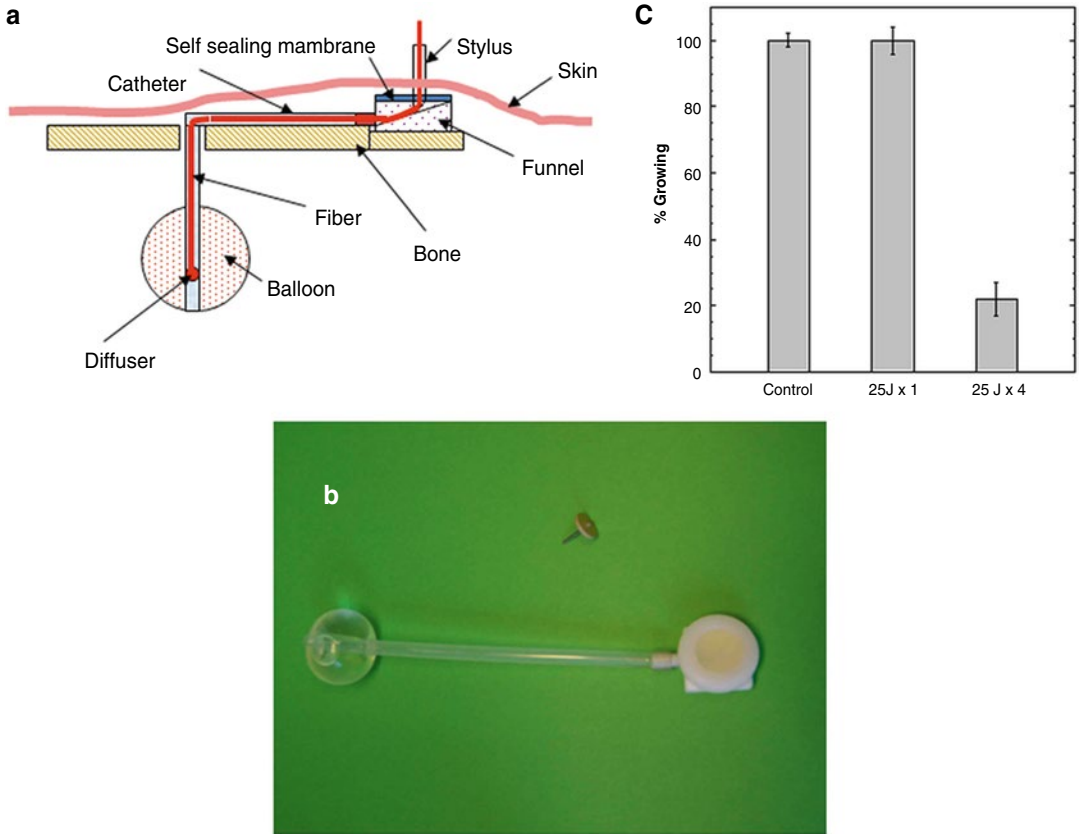 a
Self sealing mambrane
Stylus
Catheter
Skin
Funnel
Fiber
Bone
Balloon
Diffuser
C
100
80
60
40
20
0
% Growing
Control
25J x 1
25 J x 4
b